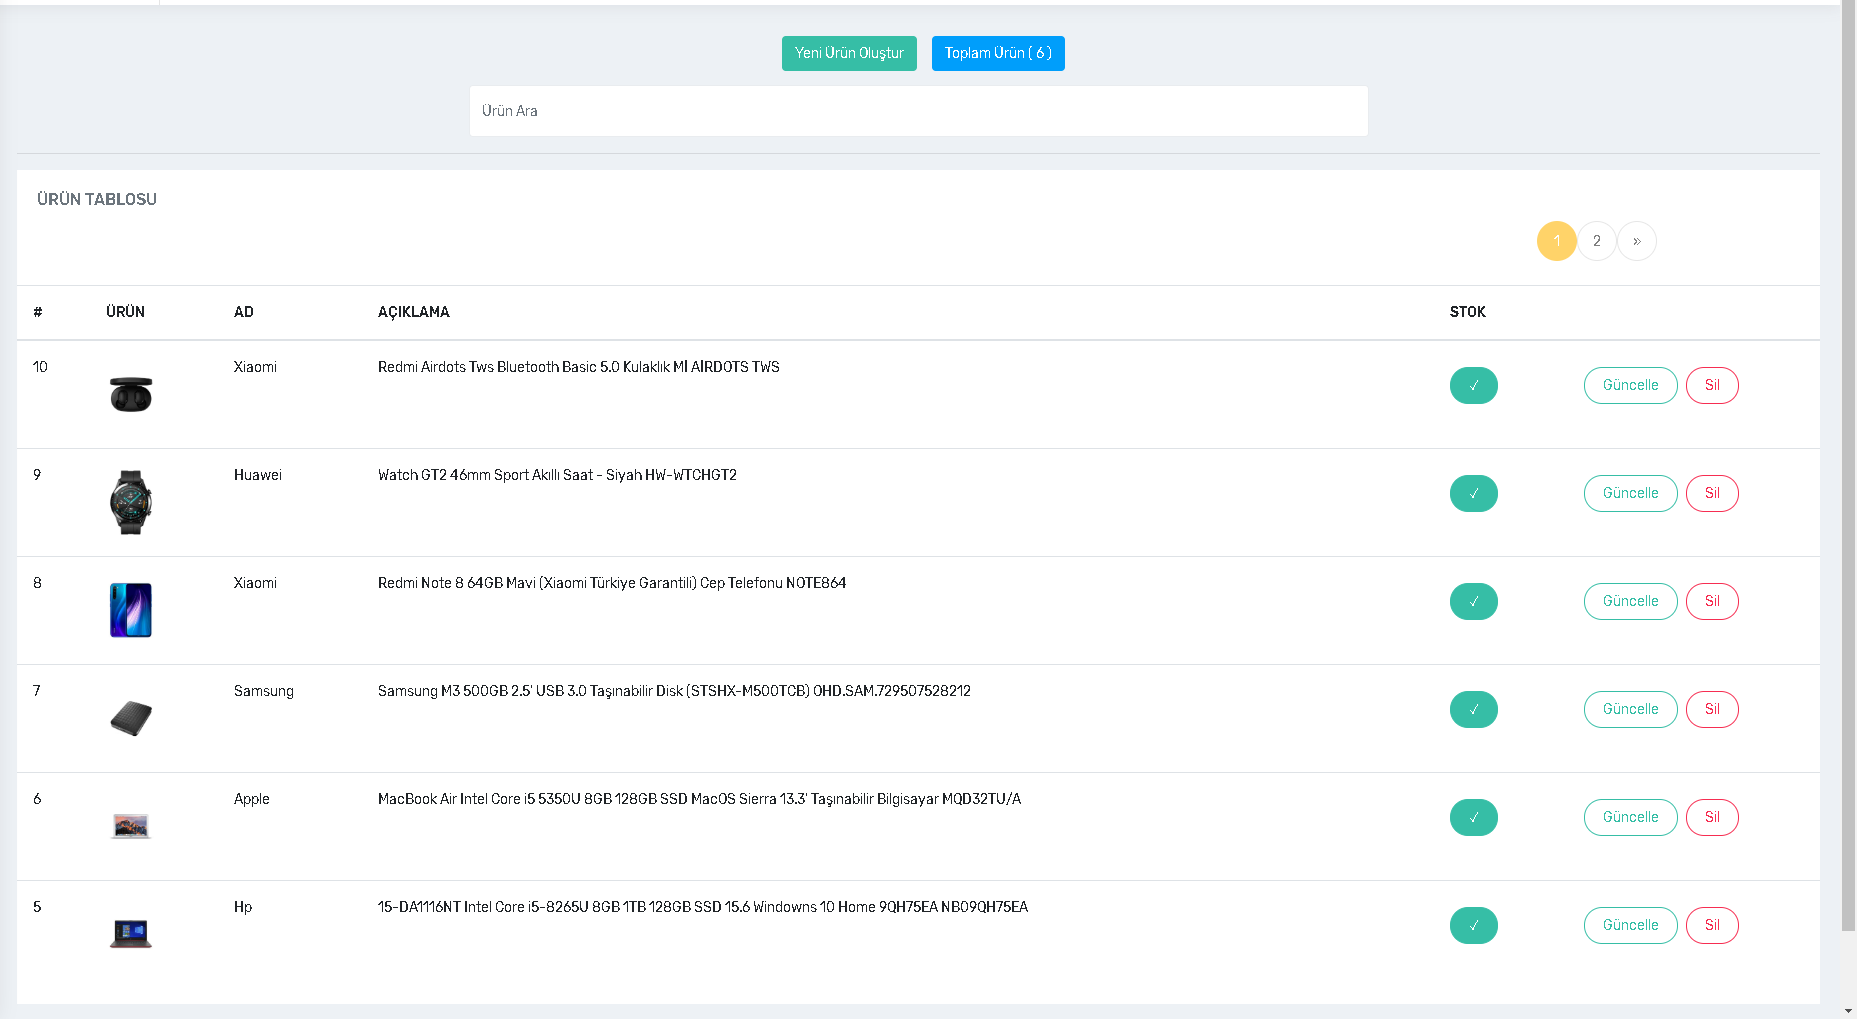 Yeni Ürün Oluştur Toplam Ürün ( 6 )
Ürün Ara
ÜRÜN TABLOSU
1 2 »
# ÜRÜN AD AÇIKLAMA STOK
10 Xiaomi Redmi Airdots Tws Bluetooth Basic 5.0 Kulaklık Mİ AİRDOTS TWS ✓ Güncelle Sil
9 Huawei Watch GT2 46mm Sport Akıllı Saat - Siyah HW-WTCHGT2 ✓ Güncelle Sil
8 Xiaomi Redmi Note 8 64GB Mavi (Xiaomi Türkiye Garantili) Cep Telefonu NOTE864 ✓ Güncelle Sil
7 Samsung Samsung M3 500GB 2.5' USB 3.0 Taşınabilir Disk (STSHX-M500TCB) OHD.SAM.729507528212 ✓ Güncelle Sil
6 Apple MacBook Air Intel Core i5 5350U 8GB 128GB SSD MacOS Sierra 13.3' Taşınabilir Bilgisayar MQD32TU/A ✓ Güncelle Sil
5 Hp 15-DA1116NT Intel Core i5-8265U 8GB 1TB 128GB SSD 15.6 Windowns 10 Home 9QH75EA NB09QH75EA ✓ Güncelle Sil